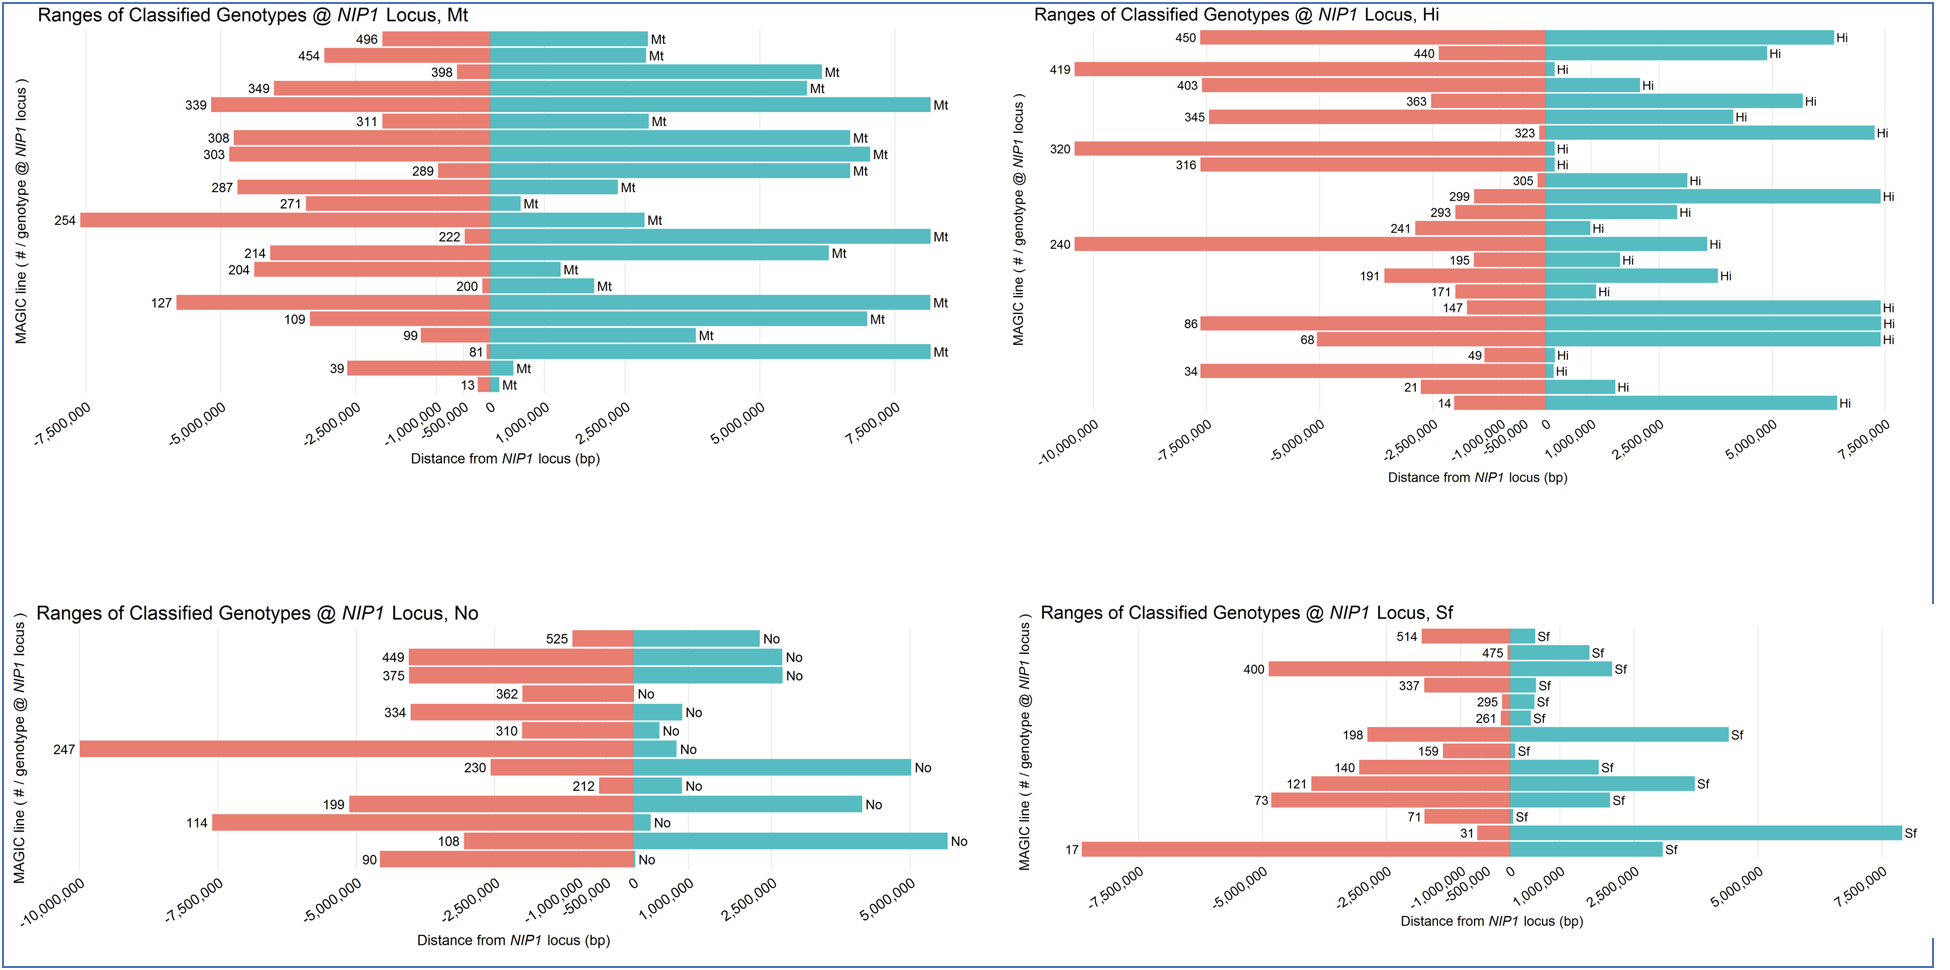 Ranges of Classified Genotypes @ NIP1 Locus, Mt
MAGIC line ( # / genotype @ NIP1 locus )
496 Mt
454 Mt
398 Mt
349 Mt
339 Mt
311 Mt
308 Mt
303 Mt
289 Mt
287 Mt
271 Mt
254 Mt
222 Mt
214 Mt
204 Mt
200 Mt
127 Mt
109 Mt
99 Mt
81 Mt
39 Mt
13 Mt
-7,500,000 -5,000,000 -2,500,000 -1,000,000 -500,000 0 1,000,000 2,500,000 5,000,000 7,500,000
Distance from NIP1 locus (bp)
Ranges of Classified Genotypes @ NIP1 Locus, Hi
MAGIC line ( # / genotype @ NIP1 locus )
450 Hi
440 Hi
419 Hi
403 Hi
363 Hi
345 Hi
323 Hi
320 Hi
316 Hi
305 Hi
299 Hi
293 Hi
241 Hi
240 Hi
195 Hi
191 Hi
171 Hi
147 Hi
86 Hi
68 Hi
49 Hi
34 Hi
21 Hi
14 Hi
-10,000,000 -7,500,000 -5,000,000 -2,500,000 -1,000,000 -500,000 0 1,000,000 2,500,000 5,000,000 7,500,000
Distance from NIP1 locus (bp)
Ranges of Classified Genotypes @ NIP1 Locus, No
MAGIC line ( # / genotype @ NIP1 locus )
525 No
449 No
375 No
362 No
334 No
310 No
247 No
230 No
212 No
199 No
114 No
108 No
90 No
-10,000,000 -7,500,000 -5,000,000 -2,500,000 -1,000,000 -500,000 0 1,000,000 2,500,000 5,000,000
Distance from NIP1 locus (bp)
Ranges of Classified Genotypes @ NIP1 Locus, Sf
MAGIC line ( # / genotype @ NIP1 locus )
514 Sf
475 Sf
400 Sf
337 Sf
295 Sf
261 Sf
198 Sf
159 Sf
140 Sf
121 Sf
73 Sf
71 Sf
31 Sf
17 Sf
-7,500,000 -5,000,000 -2,500,000 -1,000,000 -500,000 0 1,000,000 2,500,000 5,000,000 7,500,000
Distance from NIP1 locus (bp)